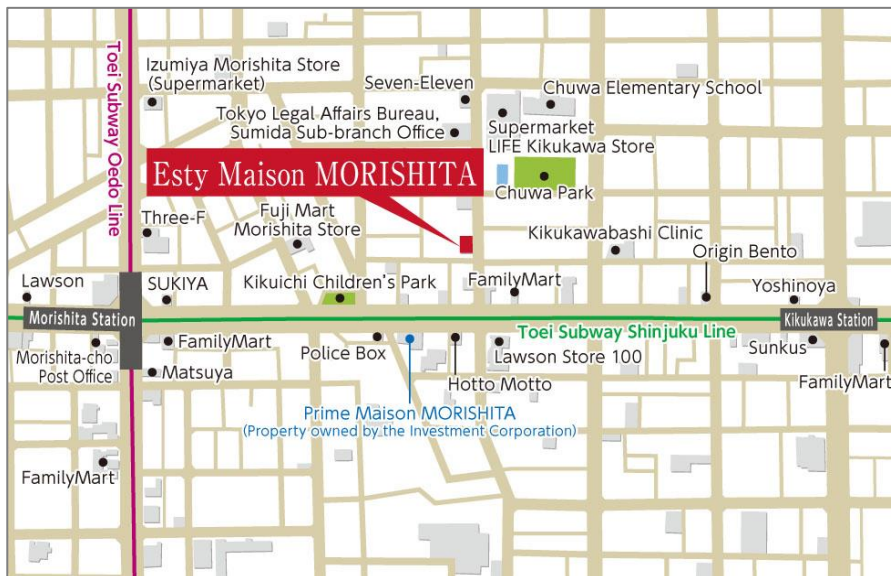 Toei Subway Oedo Line
Izumiya Morishita Store
(Supermarket)
Seven-Eleven
Chuwa Elementary School
Tokyo Legal Affairs Bureau,
Sumida Sub-branch Office
Supermarket
LIFE Kikukawa Store
Esty Maison MORISHITA
Chuwa Park
Three-F
Fuji Mart
Morishita Store
Kikukawabashi Clinic
Origin Bento
Lawson
SUKIYA
Kikuichi Children's Park
FamilyMart
Yoshinoya
Morishita Station
Toei Subway Shinjuku Line
Kikukawa Station
Morishita-cho
Post Office
FamilyMart
Police Box
Lawson Store 100
Sunkus
Matsuya
Hotto Motto
FamilyMart
Prime Maison MORISHITA
(Property owned by the Investment Corporation)
FamilyMart